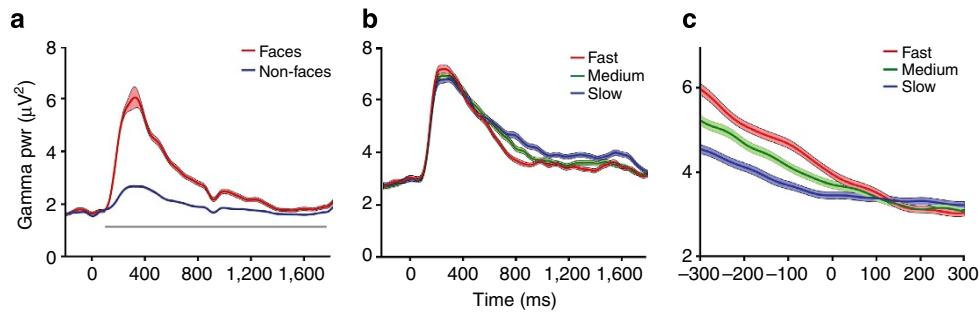 a
Gamma pwr (μV²)
8
6
4
2
0
Faces
Non-faces
0 400 800 1,200 1,600
b
8
6
4
2
0
Fast
Medium
Slow
0 400 800 1,200 1,600
Time (ms)
c
6
4
2
Fast
Medium
Slow
−300 −200 −100 0 100 200 300